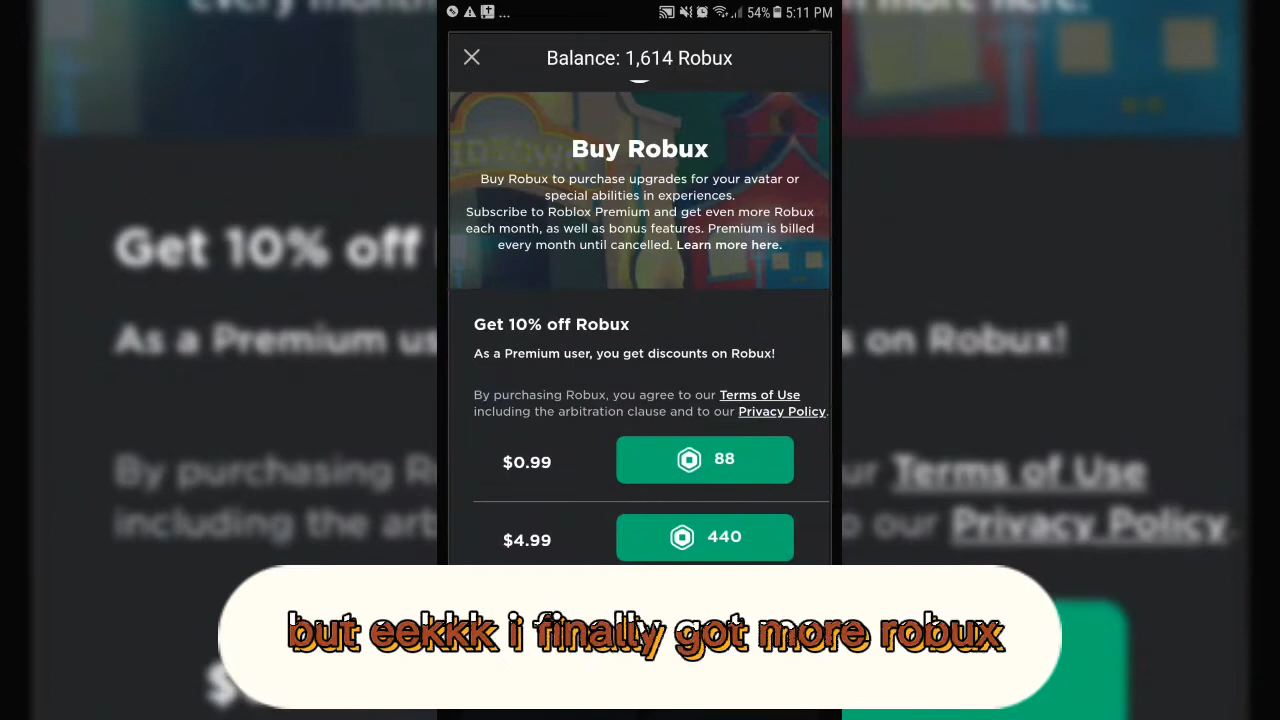 ... 54% 5:11 PM
Balance: 1,614 Robux
Buy Robux
Buy Robux to purchase upgrades for your avatar or
special abilities in experiences.
Subscribe to Roblox Premium and get even more Robux
each month, as well as bonus features. Premium is billed
every month until cancelled. Learn more here.
Get 10% off Robux
As a Premium user, you get discounts on Robux!
By purchasing Robux, you agree to our Terms of Use
including the arbitration clause and to our Privacy Policy.
$0.99 88
$4.99 440
but eekkk i finally got more robux